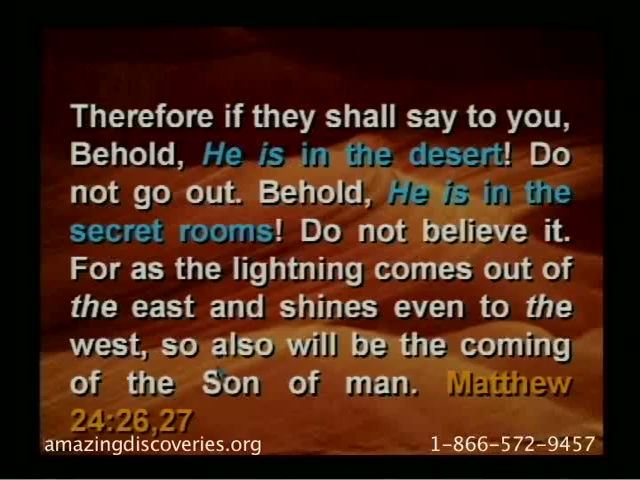 Therefore if they shall say to you,
Behold, He is in the desert! Do
not go out. Behold, He is in the
secret rooms! Do not believe it.
For as the lightning comes out of
the east and shines even to the
west, so also will be the coming
of the Son of man. Matthew
24:26,27
amazingdiscoveries.org 1-866-572-9457